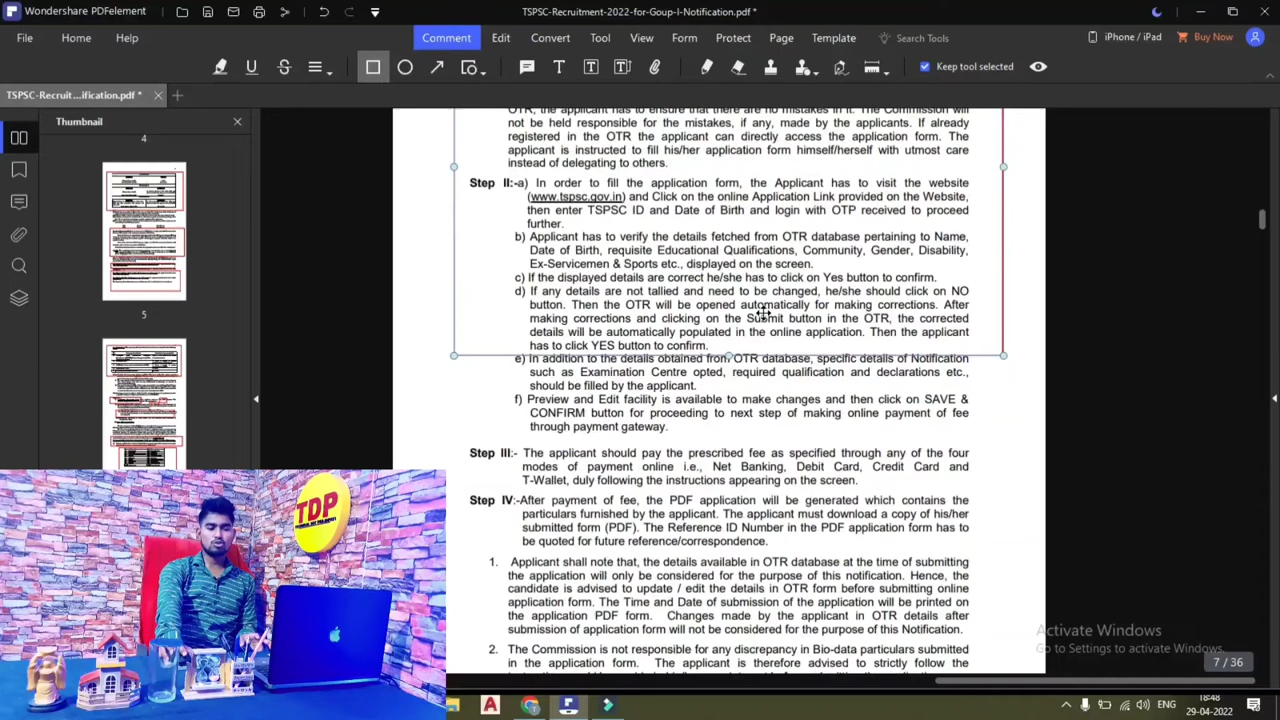 Wondershare PDFelement
TSPSC-Recruitment-2022-for-Goup-I-Notification.pdf *
File Home Help
Comment Edit Convert Tool View Form Protect Page Template Search Tools
iPhone / iPad Buy Now
Keep tool selected
TSPSC-Recruit ...ification.pdf *
Thumbnail
4
5
OTR, the applicant has to ensure that there are no mistakes in it. The Commission will
not be held responsible for the mistakes, if any, made by the applicants. If already
registered in the OTR the applicant can directly access the application form. The
applicant is instructed to fill his/her application form himself/herself with utmost care
instead of delegating to others.
Step II:-a) In order to fill the application form, the Applicant has to visit the website
(www.tspsc.gov.in) and Click on the online Application Link provided on the Website,
then enter TSPSC ID and Date of Birth and login with OTP received to proceed
further.
b) Applicant has to verify the details fetched from OTR database pertaining to Name,
Date of Birth, requisite Educational Qualifications, Community, Gender, Disability,
Ex-Servicemen & Sports etc., displayed on the screen.
c) If the displayed details are correct he/she has to click on Yes button to confirm.
d) If any details are not tallied and need to be changed, he/she should click on NO
button. Then the OTR will be opened automatically for making corrections. After
making corrections and clicking on the Submit button in the OTR, the corrected
details will be automatically populated in the online application. Then the applicant
has to click YES button to confirm.
e) In addition to the details obtained from OTR database, specific details of Notification
such as Examination Centre opted, required qualification and declarations etc.,
should be filled by the applicant.
f) Preview and Edit facility is available to make changes and then click on SAVE &
CONFIRM button for proceeding to next step of making online payment of fee
through payment gateway.
Step III:- The applicant should pay the prescribed fee as specified through any of the four
modes of payment online i.e., Net Banking, Debit Card, Credit Card and
T-Wallet, duly following the instructions appearing on the screen.
Step IV:-After payment of fee, the PDF application will be generated which contains the
particulars furnished by the applicant. The applicant must download a copy of his/her
submitted form (PDF). The Reference ID Number in the PDF application form has to
be quoted for future reference/correspondence.
1. Applicant shall note that, the details available in OTR database at the time of submitting
the application will only be considered for the purpose of this notification. Hence, the
candidate is advised to update / edit the details in OTR form before submitting online
application form. The Time and Date of submission of the application will be printed on
the application PDF form. Changes made by the applicant in OTR details after
submission of application form will not be considered for the purpose of this Notification.
2. The Commission is not responsible for any discrepancy in Bio-data particulars submitted
in the application form. The applicant is therefore advised to strictly follow the
TDP
Activate Windows
Go to Settings to activate Windows.
7 / 36
ENG
18:48
29-04-2022